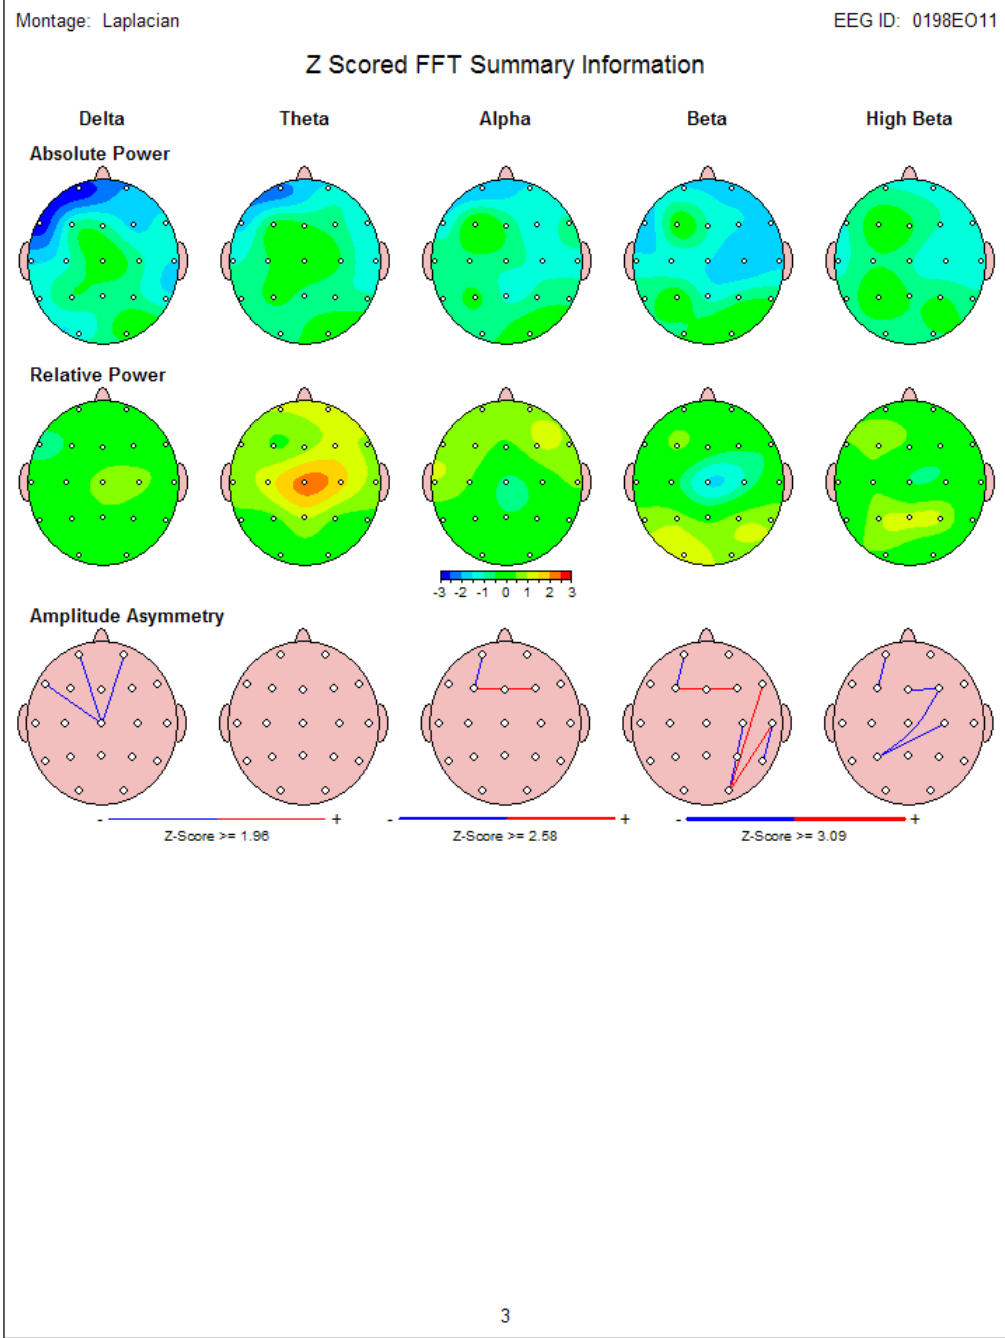 Montage: Laplacian EEG ID: 0198EO11
Z Scored FFT Summary Information
Delta Theta Alpha Beta High Beta
Absolute Power
Relative Power
-3 -2 -1 0 1 2 3
Amplitude Asymmetry
- + - + - +
Z-Score >= 1.96 Z-Score >= 2.58 Z-Score >= 3.09
3